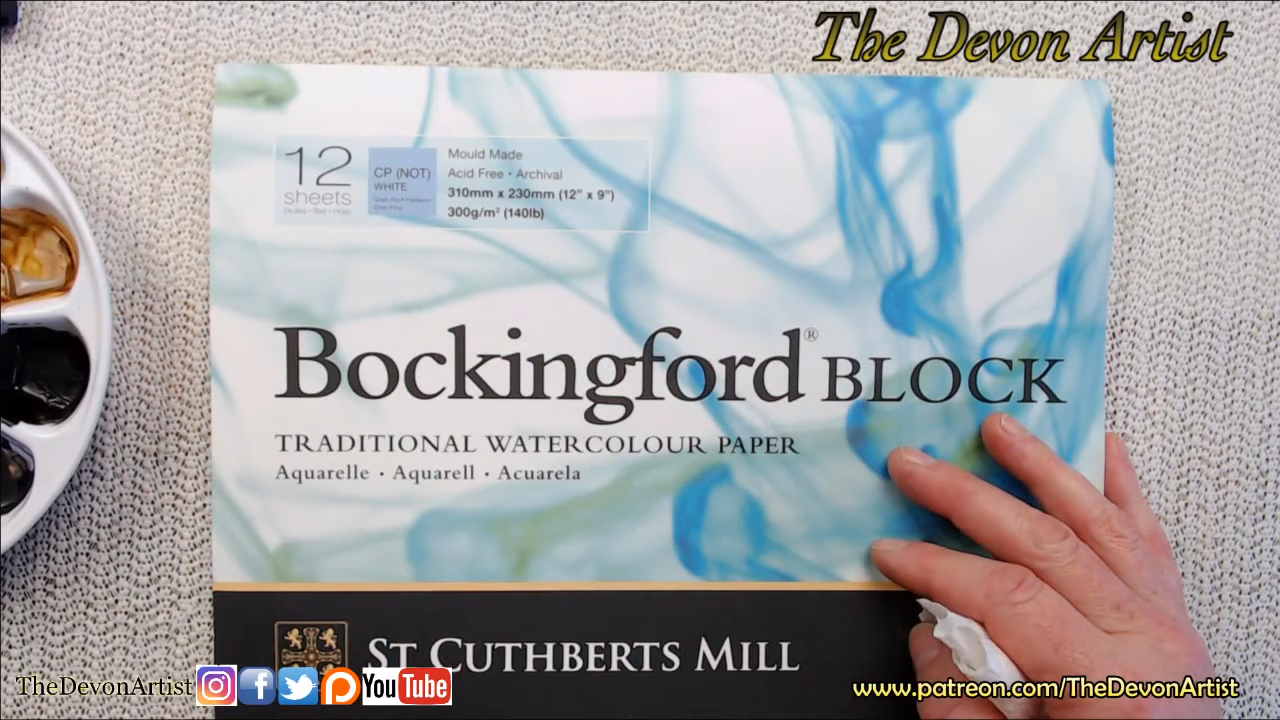 The Devon Artist
12
sheets
CP (NOT)
WHITE
Mould Made
Acid Free • Archival
310mm x 230mm (12" x 9")
300g/m² (140lb)
Bockingford® BLOCK
TRADITIONAL WATERCOLOUR PAPER
Aquarelle • Aquarell • Acuarela
ST CUTHBERTS MILL
TheDevonArtist
You Tube
www.patreon.com/TheDevonArtist